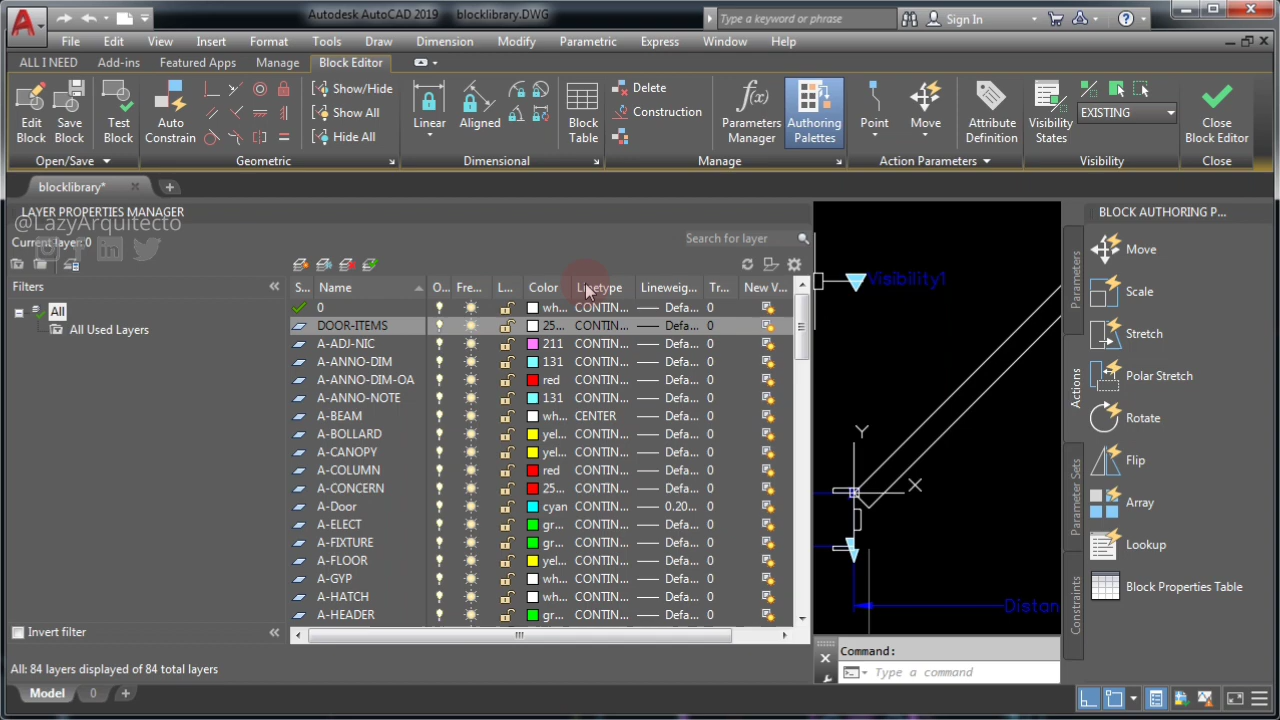 Autodesk AutoCAD 2019 blocklibrary.DWG
Type a keyword or phrase
Sign In
File Edit View Insert Format Tools Draw Dimension Modify Parametric Express Window Help
ALL I NEED Add-ins Featured Apps Manage Block Editor
Edit Block
Save Block
Test Block
Auto Constrain
Show/Hide
Show All
Hide All
Linear
Aligned
Block Table
Delete
Construction
Parameters Manager
Authoring Palettes
Point
Move
Attribute Definition
Visibility States
EXISTING
Close Block Editor
Open/Save Geometric Dimensional Manage Action Parameters Visibility Close
blocklibrary*
LAYER PROPERTIES MANAGER
@LazyArquitecto
Current layer: 0
Search for layer
Filters
All
All Used Layers
Invert filter
S... Name O.. Fre... L... Color Linetype Lineweig... Tr... New V...
0 wh... CONTIN... Defa... 0
DOOR-ITEMS 25... CONTIN... Defa... 0
A-ADJ-NIC 211 CONTIN... Defa... 0
A-ANNO-DIM 131 CONTIN... Defa... 0
A-ANNO-DIM-OA red CONTIN... Defa... 0
A-ANNO-NOTE 131 CONTIN... Defa... 0
A-BEAM wh... CENTER Defa... 0
A-BOLLARD yel... CONTIN... Defa... 0
A-CANOPY yel... CONTIN... Defa... 0
A-COLUMN red CONTIN... Defa... 0
A-CONCERN 25... CONTIN... Defa... 0
A-Door cyan CONTIN... 0.20... 0
A-ELECT gr... CONTIN... Defa... 0
A-FIXTURE gr... CONTIN... Defa... 0
A-FLOOR yel... CONTIN... Defa... 0
A-GYP wh... CONTIN... Defa... 0
A-HATCH wh... CONTIN... Defa... 0
A-HEADER gr... CONTIN... Defa... 0
All: 84 layers displayed of 84 total layers
Model 0
Visibility1
Y
X
Distan
Command:
Type a command
BLOCK AUTHORING P...
Parameters
Actions
Parameter Sets
Constraints
Move
Scale
Stretch
Polar Stretch
Rotate
Flip
Array
Lookup
Block Properties Table